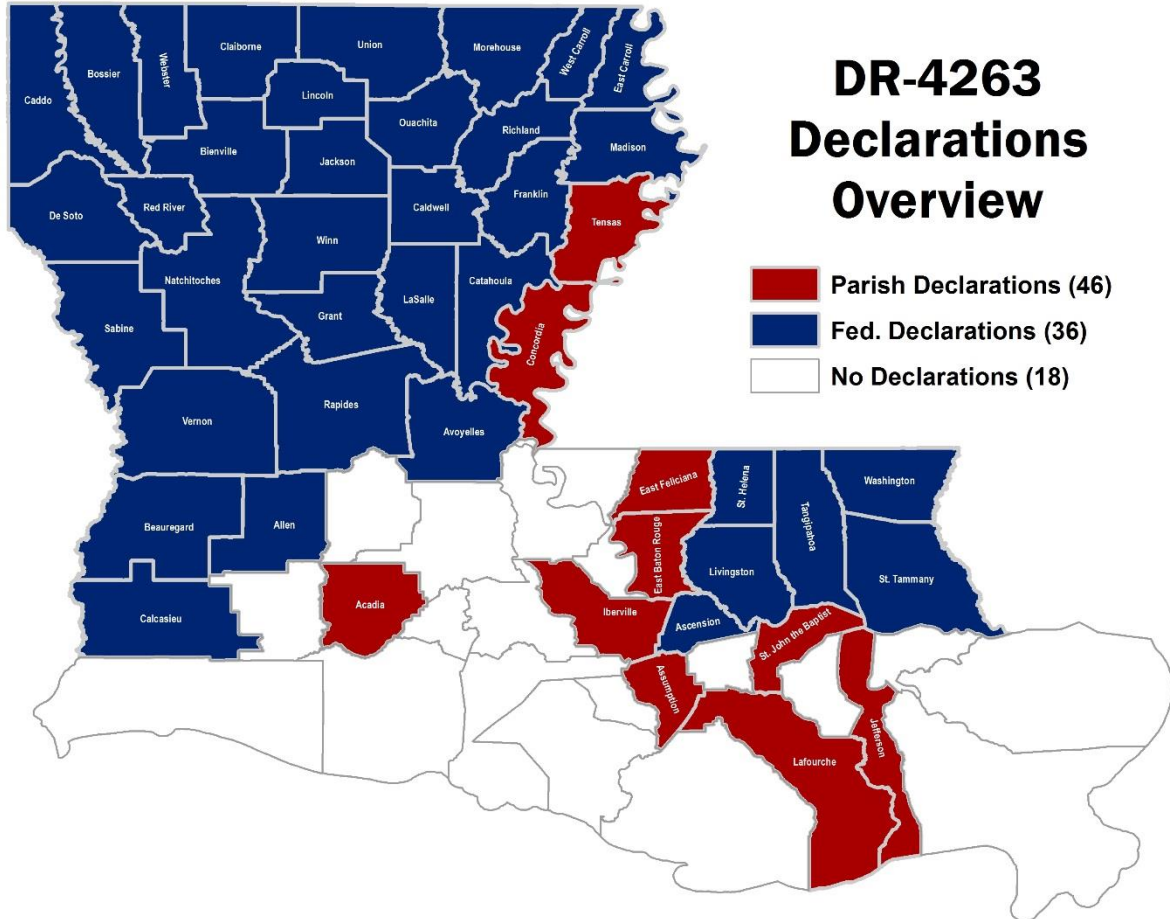 DR-4263
Declarations
Overview
Parish Declarations (46)
Fed. Declarations (36)
No Declarations (18)
Claiborne
Union
Morehouse
West Carroll
East Carroll
Bossier
Webster
Caddo
Lincoln
Ouachita
Richland
Madison
Bienville
Jackson
Franklin
De Soto
Red River
Caldwell
Tensas
Winn
Natchitoches
Catahoula
LaSalle
Sabine
Grant
Concordia
Rapides
Vernon
Avoyelles
East Feliciana
St. Helena
Washington
Tangipahoa
Beauregard
Allen
East Baton Rouge
Livingston
St. Tammany
Acadia
Iberville
Calcasieu
Ascension
St. John the Baptist
Assumption
Jefferson
Lafourche